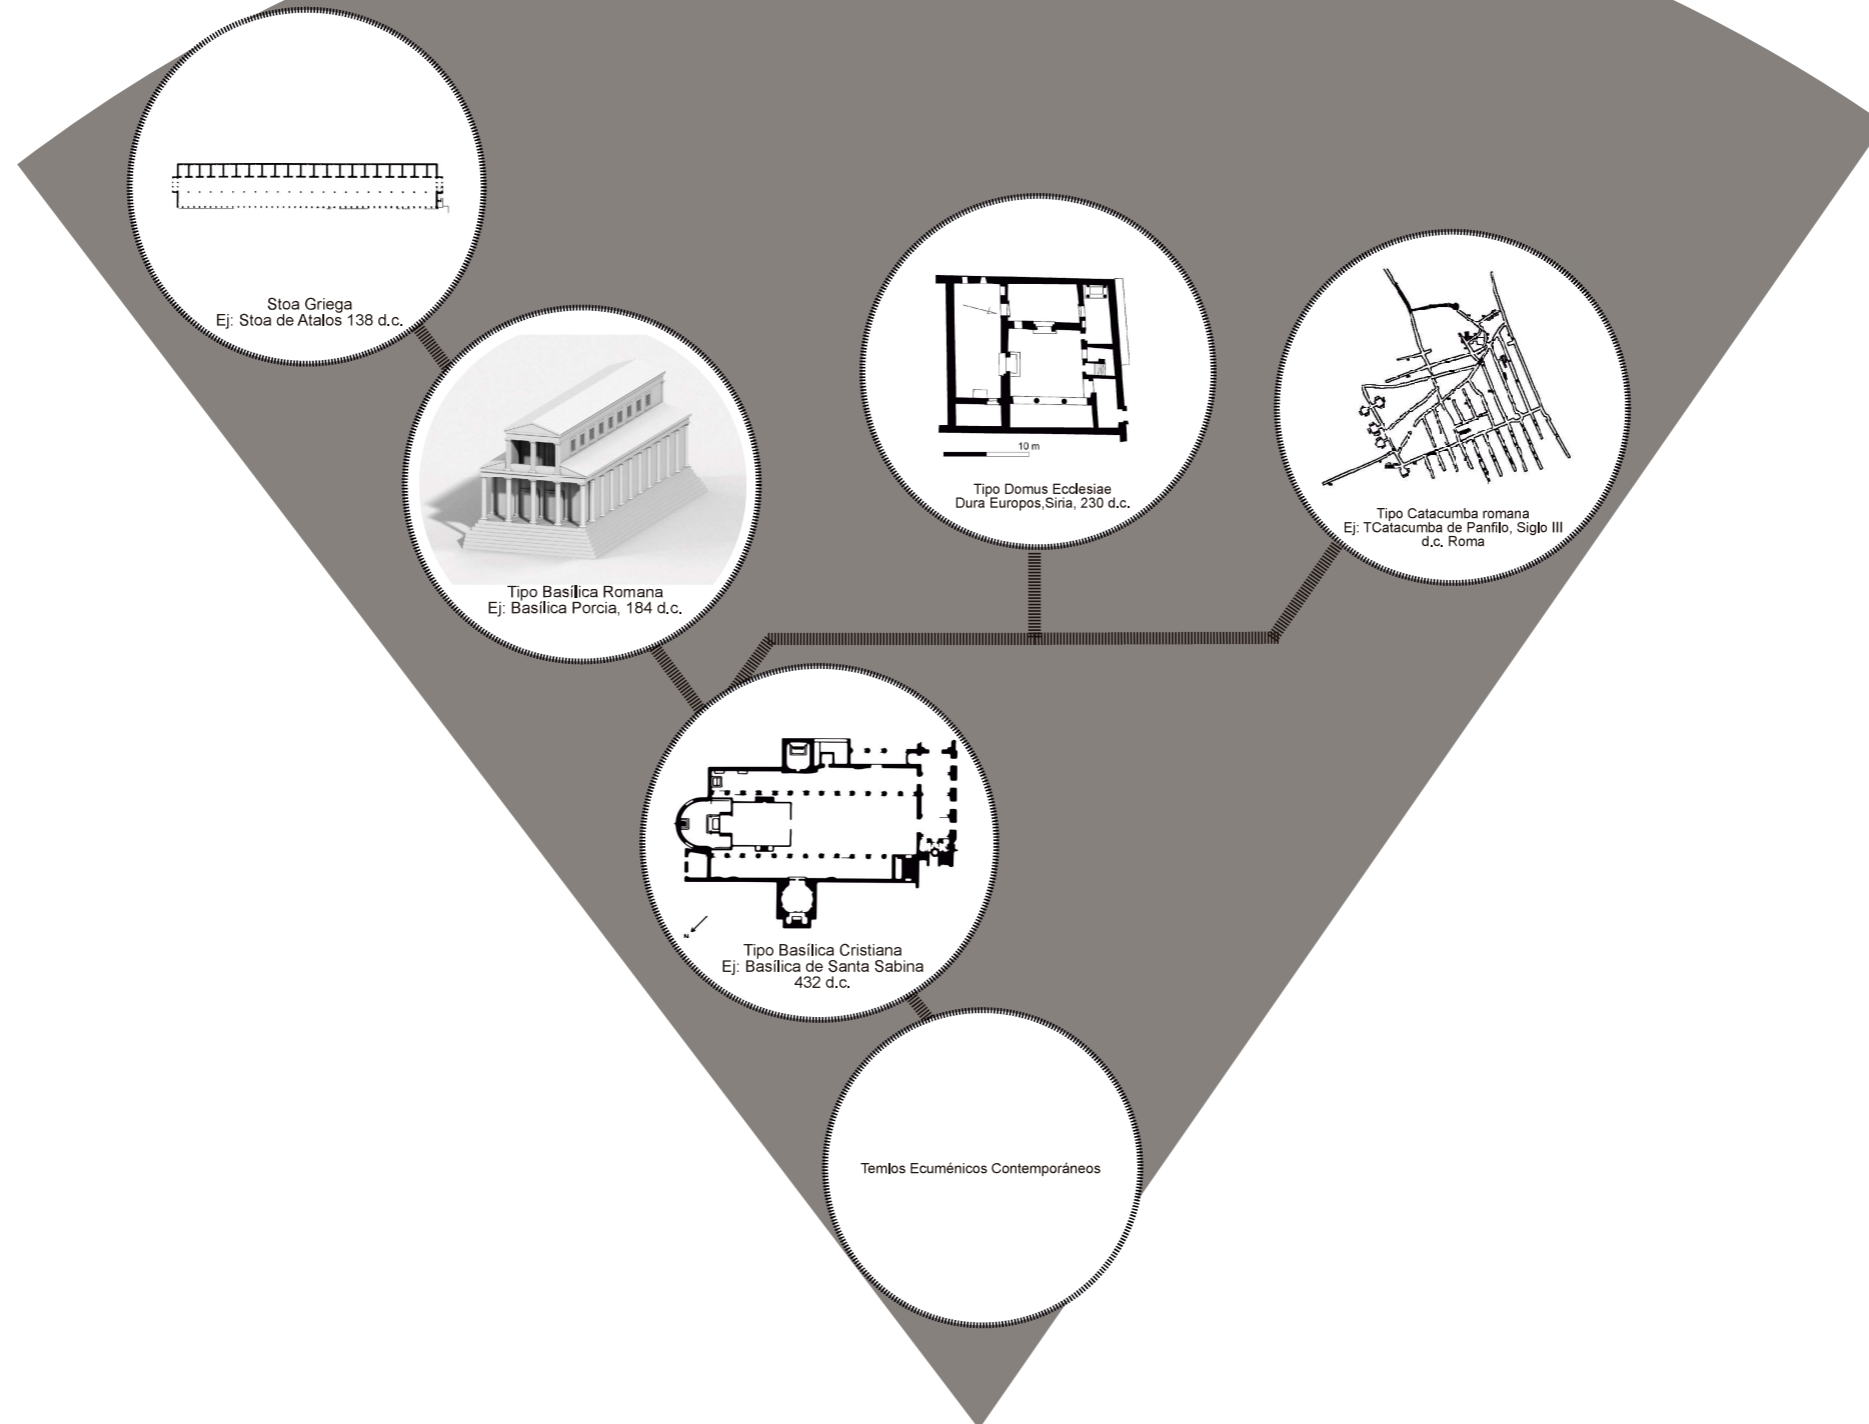 Stoa Griega
Ej: Stoa de Atalos 138 d.c.
Tipo Basílica Romana
Ej: Basílica Porcia, 184 d.c.
10 m
Tipo Domus Ecclesiae
Dura Europos,Siria, 230 d.c.
Tipo Catacumba romana
Ej: TCatacumba de Panfilo, Siglo III
d.c. Roma
N
Tipo Basílica Cristiana
Ej: Basílica de Santa Sabina
432 d.c.
Temlos Ecuménicos Contemporáneos